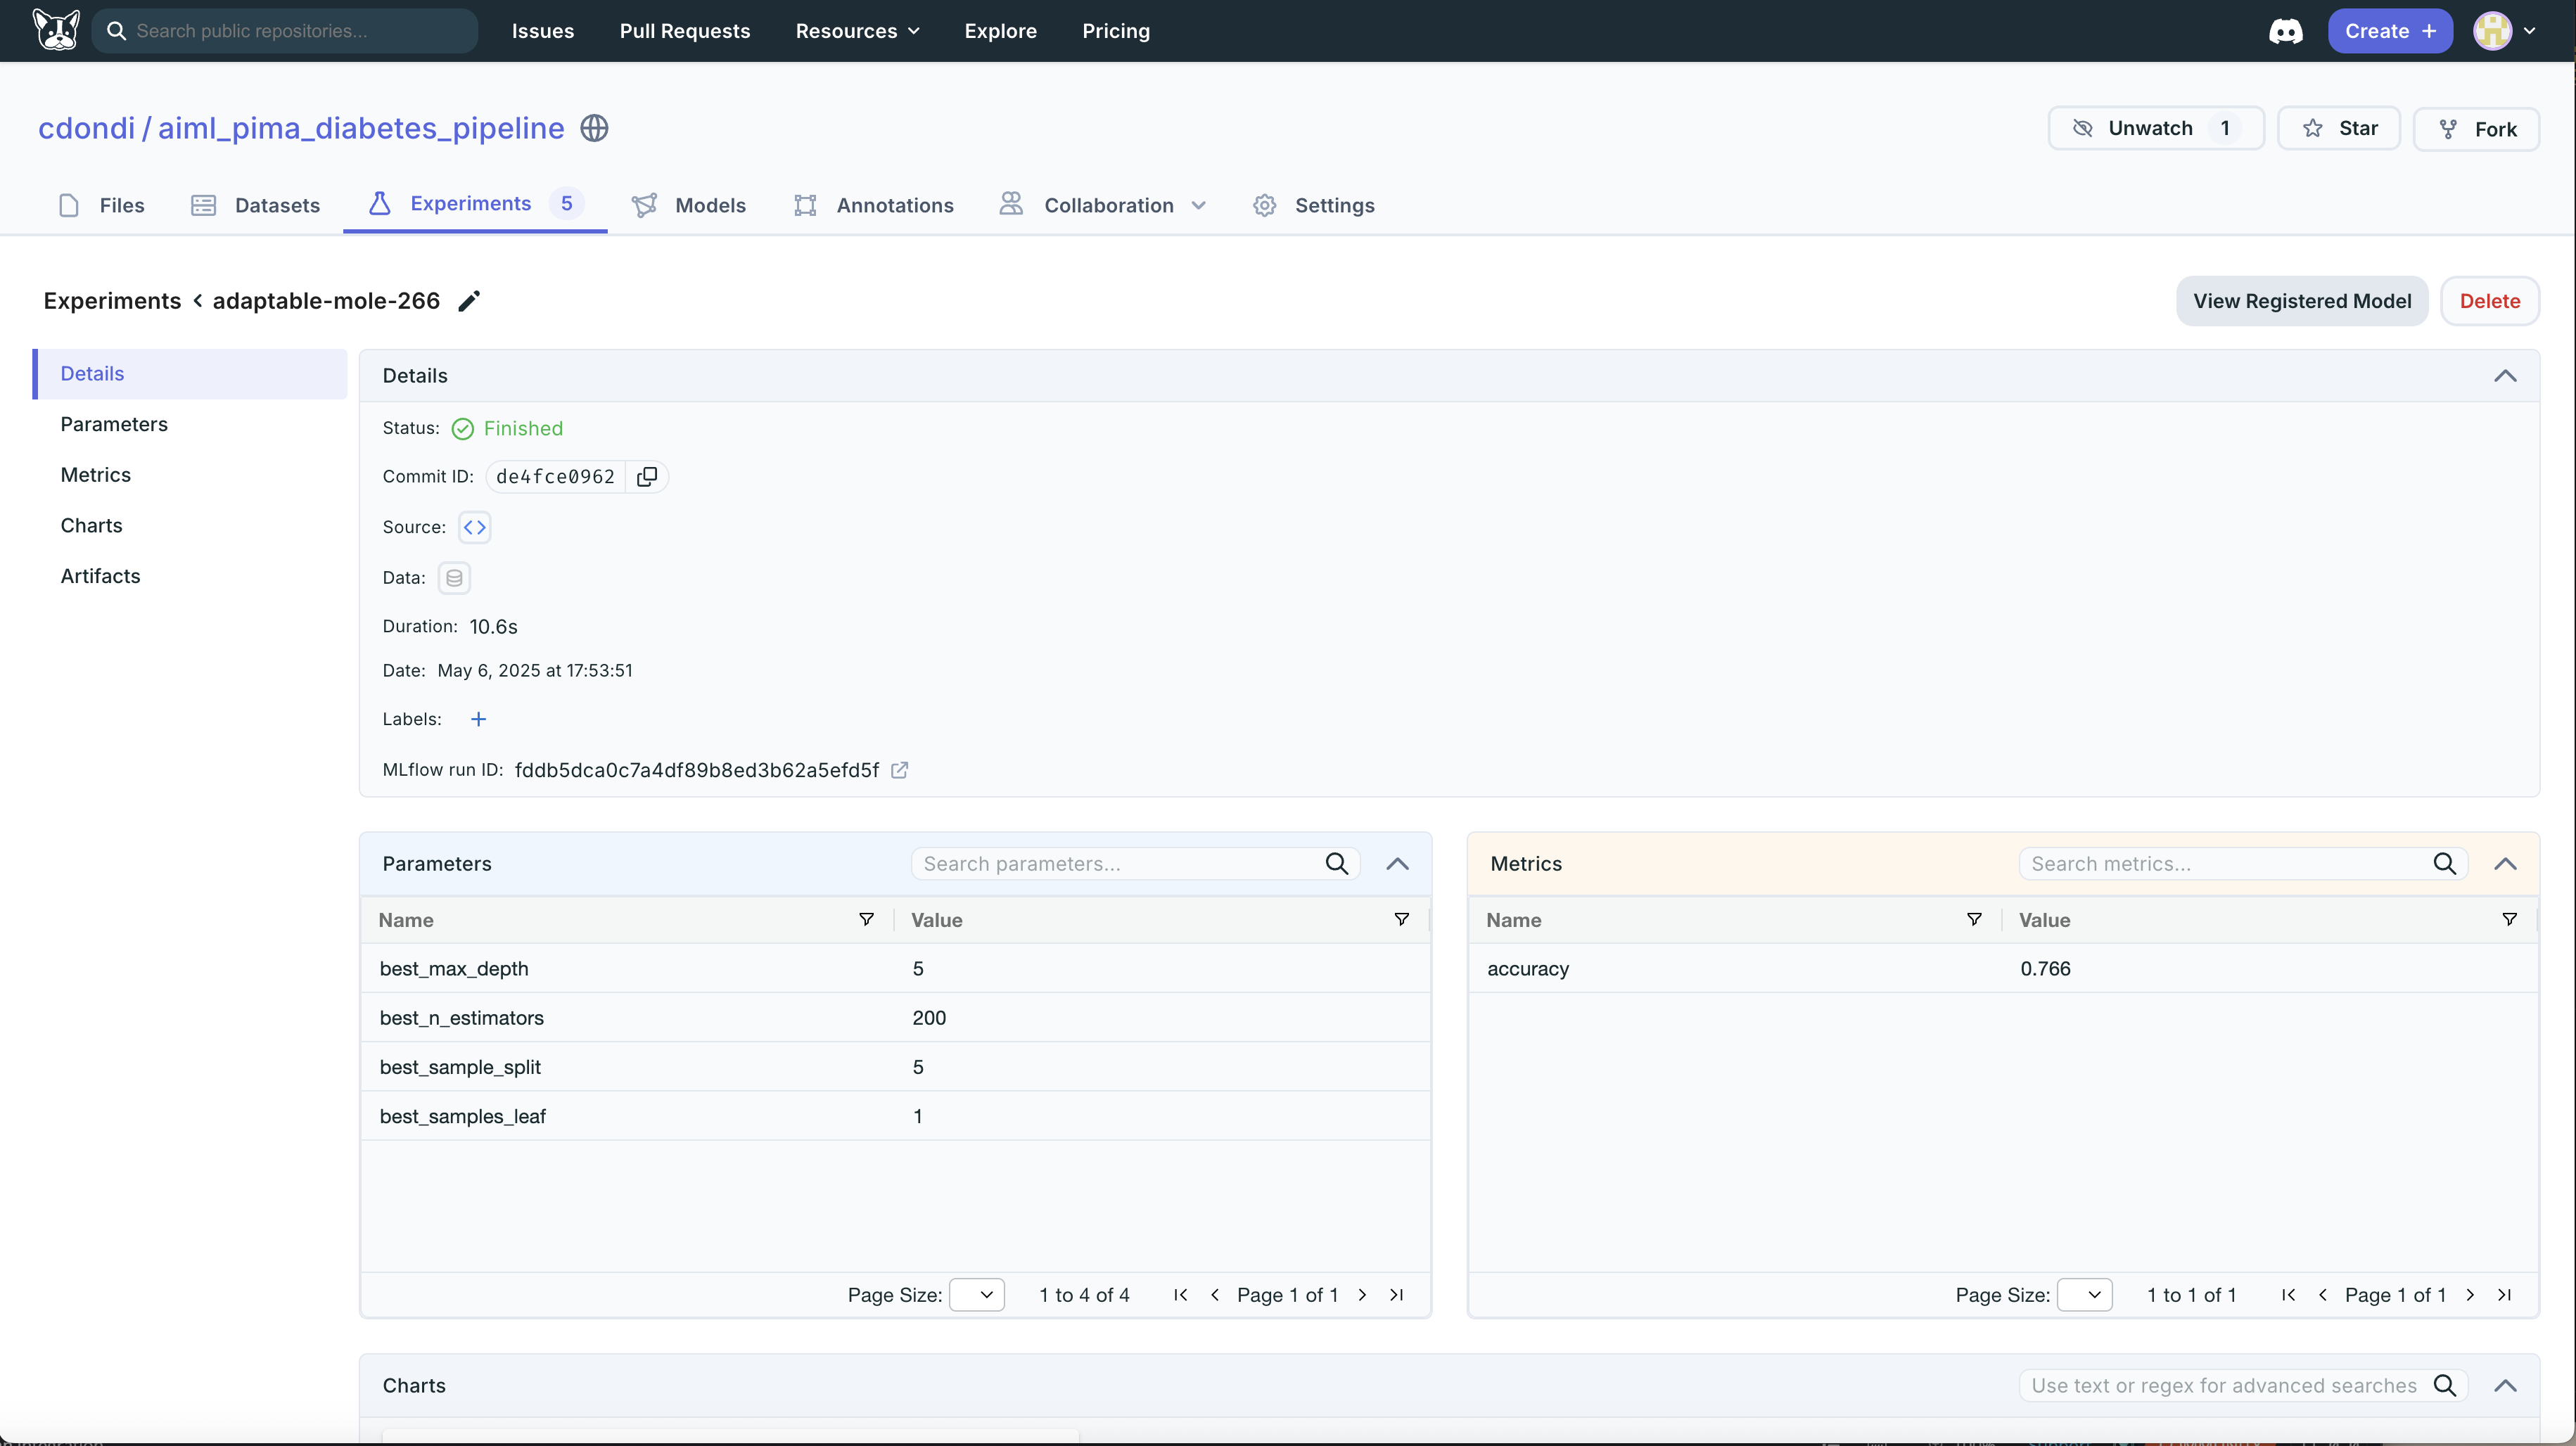 Search public repositories...
Issues
Pull Requests
Resources
Explore
Pricing
Create +
cdondi / aiml_pima_diabetes_pipeline
Unwatch 1
Star
Fork
Files
Datasets
Experiments 5
Models
Annotations
Collaboration
Settings
Experiments < adaptable-mole-266
View Registered Model
Delete
Details
Parameters
Metrics
Charts
Artifacts
Details
Status: Finished
Commit ID: de4fce0962
Source: <>
Data:
Duration: 10.6s
Date: May 6, 2025 at 17:53:51
Labels: +
MLflow run ID: fddb5dca0c7a4df89b8ed3b62a5efd5f
Parameters
Search parameters...
Name Value
best_max_depth 5
best_n_estimators 200
best_sample_split 5
best_samples_leaf 1
Page Size: 1 to 4 of 4 Page 1 of 1
Metrics
Search metrics...
Name Value
accuracy 0.766
Page Size: 1 to 1 of 1 Page 1 of 1
Charts
Use text or regex for advanced searches